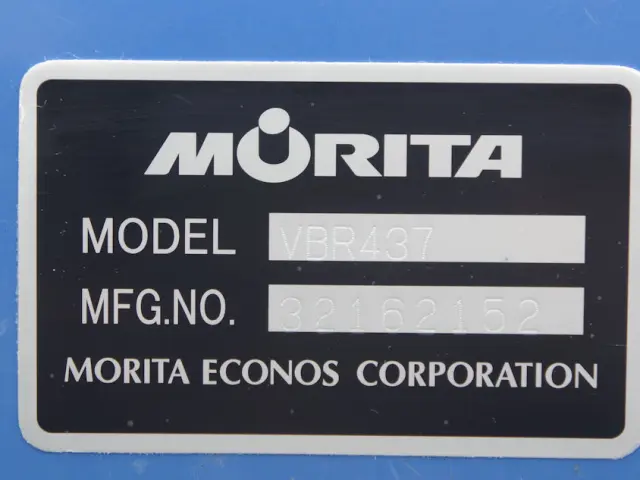 MORITA
MODEL VBR437
MFG.NO. 32162152
MORITA ECONOS CORPORATION